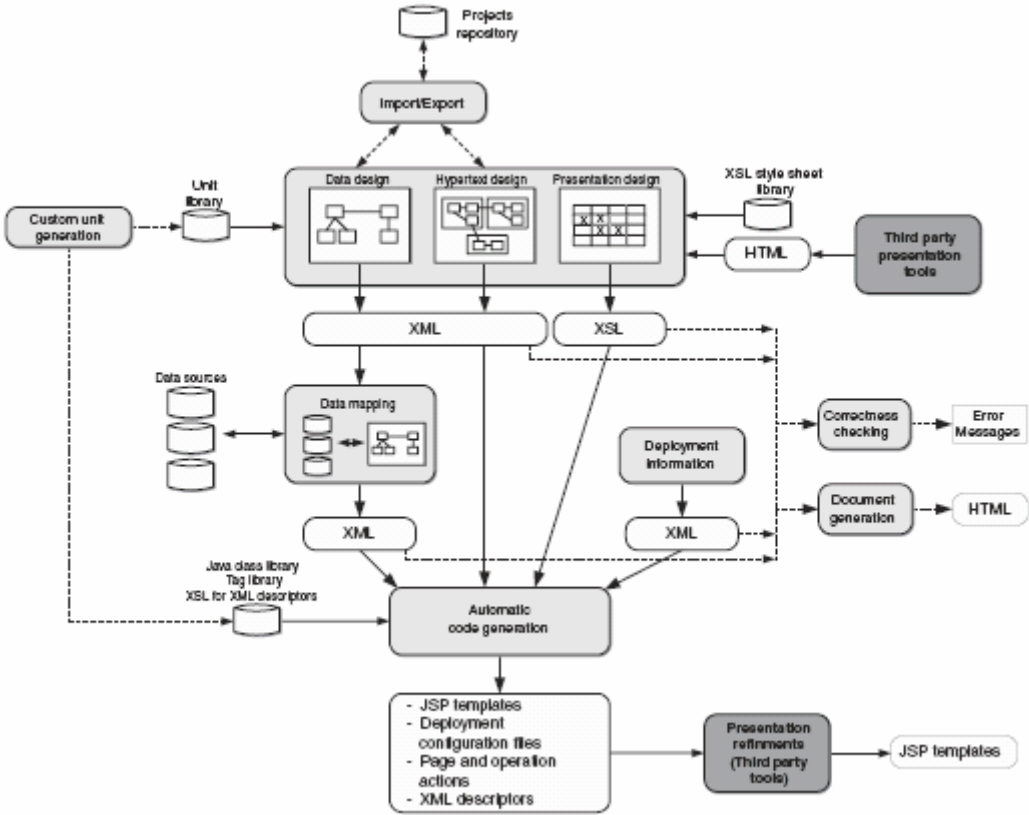 Projects
repository
Import/Export
Data design
Hypertext design
Presentation design
Unit
library
XSL style sheet
library
Custom unit
generation
HTML
Third party
presentation
tools
XML
XSL
X
X
X
X
Data sources
Data mapping
Deployment
information
Correctness
checking
Error
Messages
Document
generation
HTML
XML
XML
Java class library
Tag library
XSL for XML descriptors
Automatic
code generation
- JSP templates
- Deployment
configuration files
- Page and operation
actions
- XML descriptors
Presentation
refinments
(Third party
tools)
JSP templates